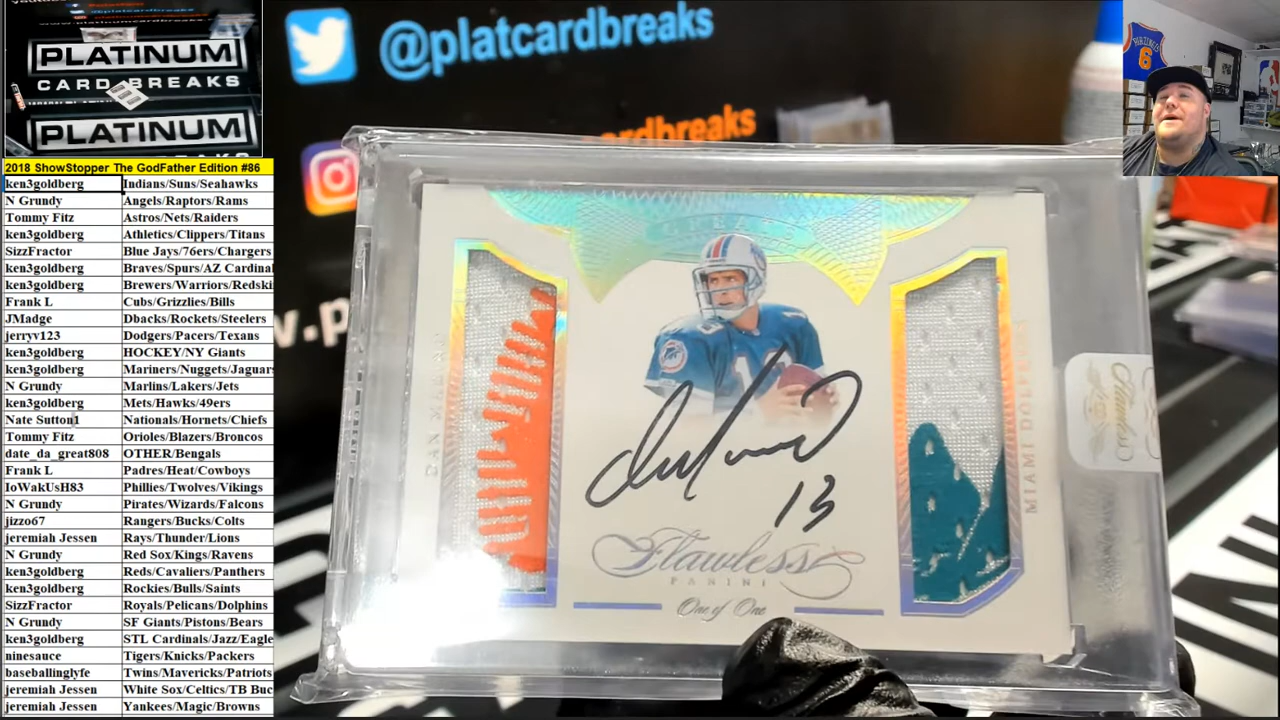 PLATINUM
CARD BREAKS
PLATINUM
2018 ShowStopper The GodFather Edition #86
ken3goldberg Indians/Suns/Seahawks
N Grundy Angels/Raptors/Rams
Tommy Fitz Astros/Nets/Raiders
ken3goldberg Athletics/Clippers/Titans
SizzFractor Blue Jays/76ers/Chargers
ken3goldberg Braves/Spurs/AZ Cardinal
ken3goldberg Brewers/Warriors/Redski
Frank L Cubs/Grizzlies/Bills
JMadge Dbacks/Rockets/Steelers
jerryv123 Dodgers/Pacers/Texans
ken3goldberg HOCKEY/NY Giants
ken3goldberg Mariners/Nuggets/Jaguar
N Grundy Marlins/Lakers/Jets
ken3goldberg Mets/Hawks/49ers
Nate Sutton1 Nationals/Hornets/Chiefs
Tommy Fitz Orioles/Blazers/Broncos
date_da_great808 OTHER/Bengals
Frank L Padres/Heat/Cowboys
IoWakUsH83 Phillies/Twolves/Vikings
N Grundy Pirates/Wizards/Falcons
jizzo67 Rangers/Bucks/Colts
jeremiah Jessen Rays/Thunder/Lions
N Grundy Red Sox/Kings/Ravens
ken3goldberg Reds/Cavaliers/Panthers
ken3goldberg Rockies/Bulls/Saints
SizzFractor Royals/Pelicans/Dolphins
N Grundy SF Giants/Pistons/Bears
ken3goldberg STL Cardinals/Jazz/Eagle
ninesauce Tigers/Knicks/Packers
baseballinglyfe Twins/Mavericks/Patriots
jeremiah Jessen White Sox/Celtics/TB Buc
jeremiah Jessen Yankees/Magic/Browns
@platcardbreaks
ardbreaks
13
Flawless
PANINI
One of One
MIAMI DOLPHINS
Flawless
6